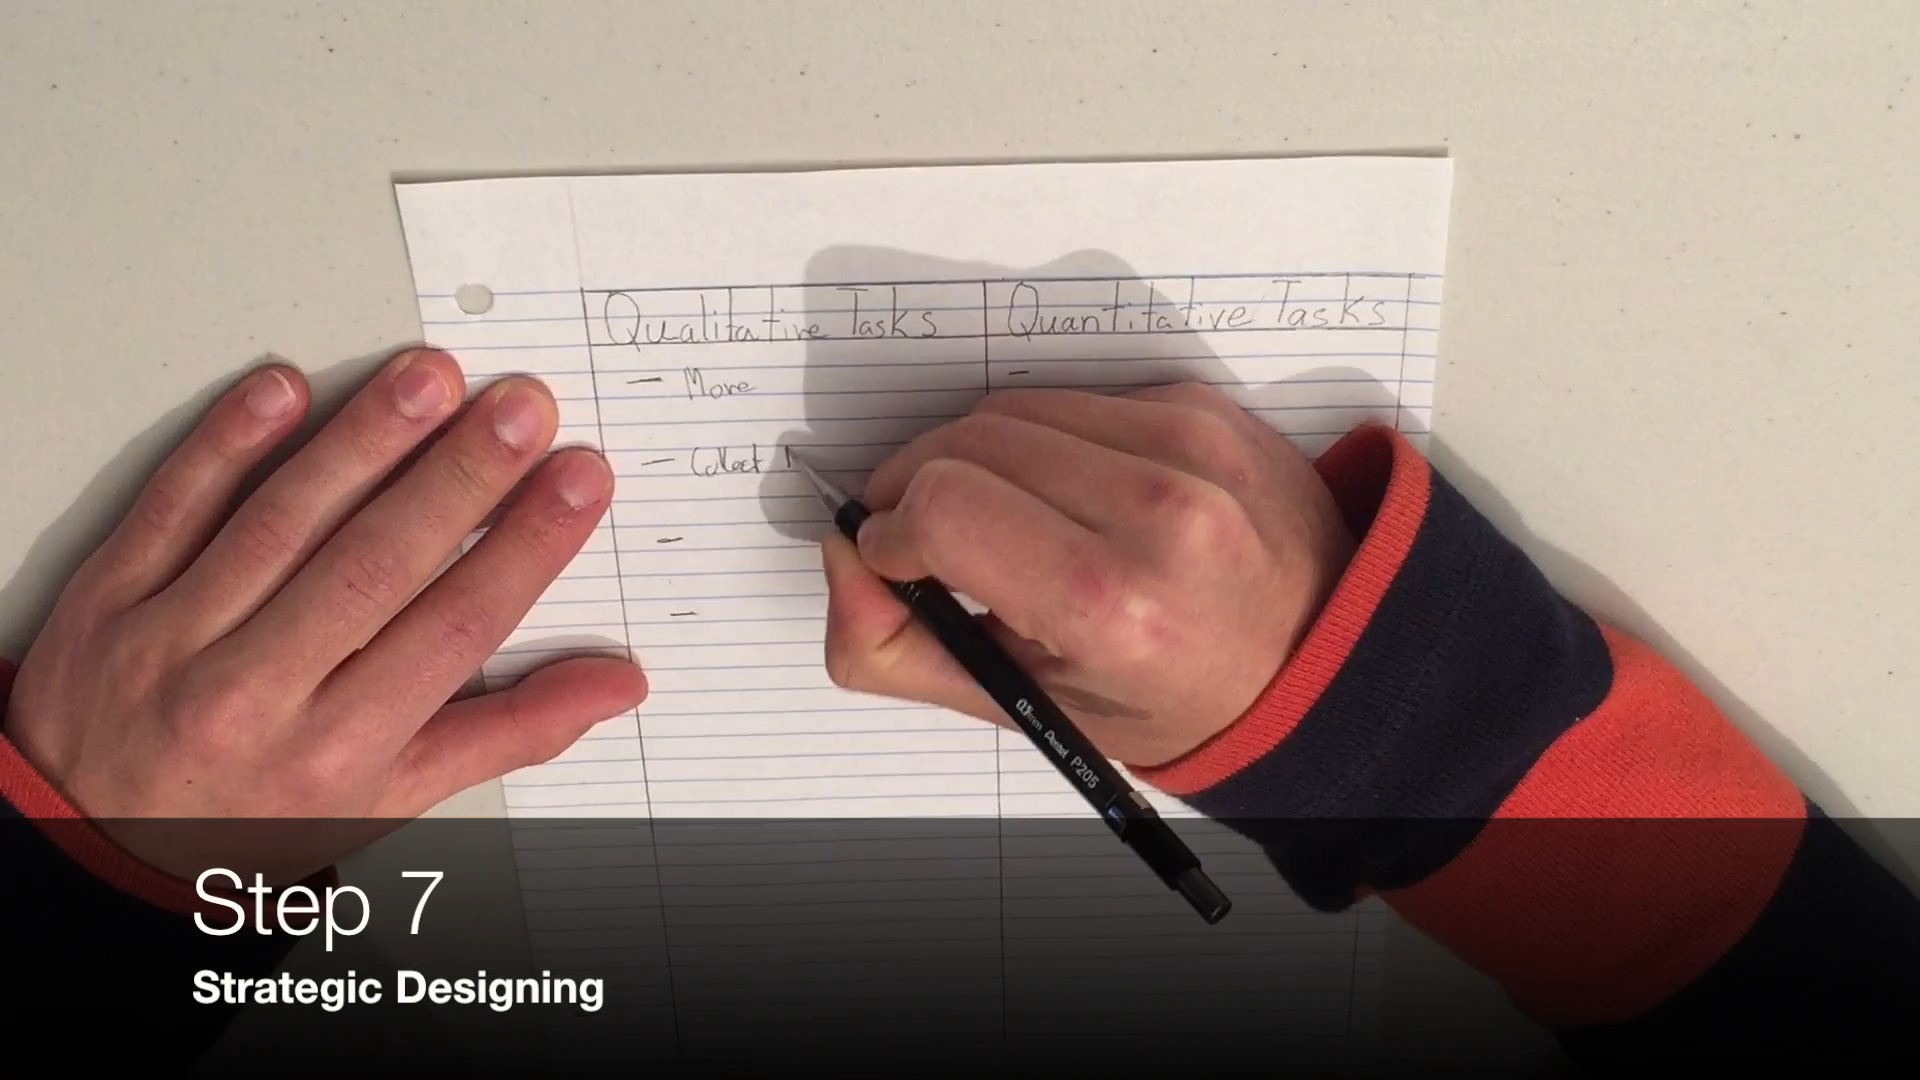 Qualitative Tasks Quantitative Tasks
- More -
- Collect
-
-
0.5mm Pentel P205
Step 7
Strategic Designing